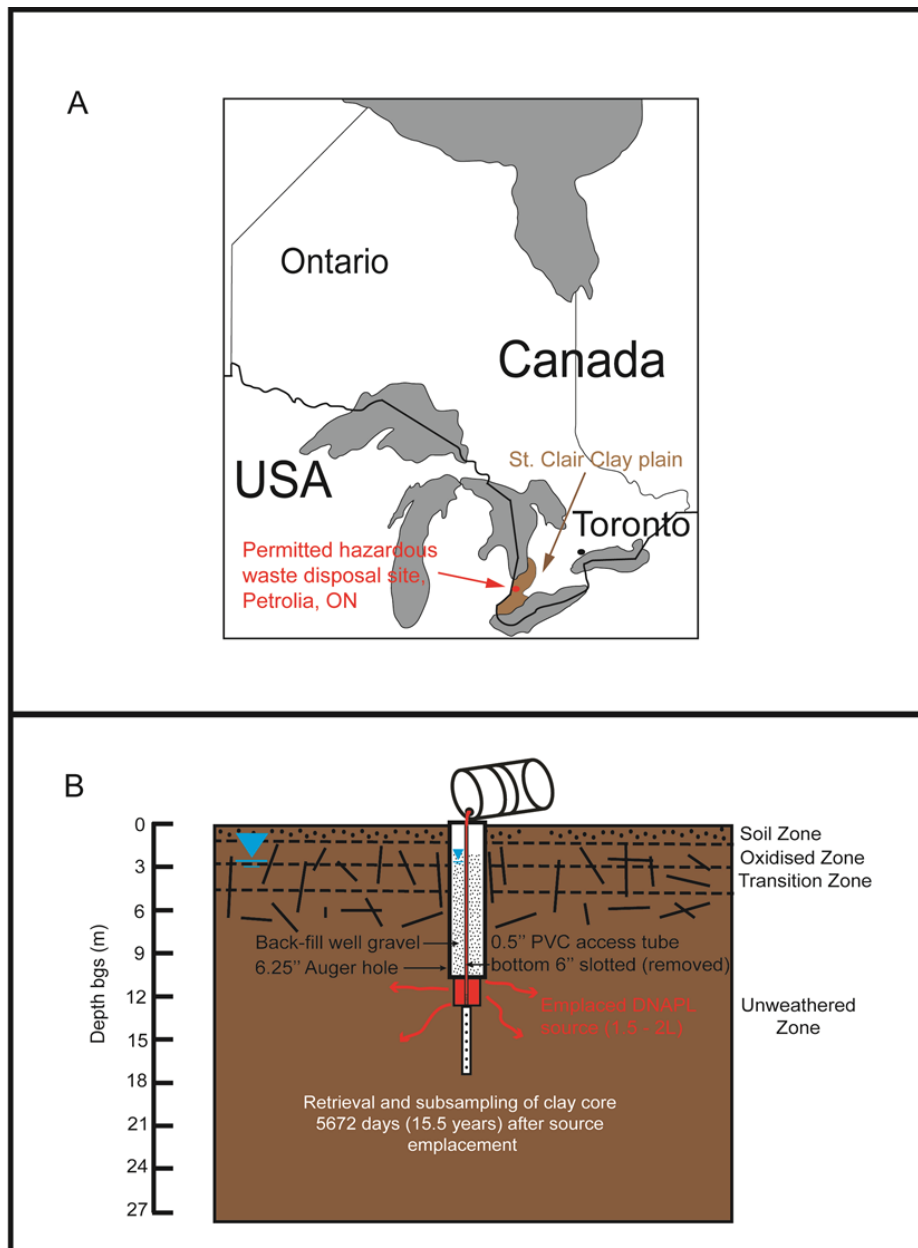 A
Ontario
Canada
St. Clair Clay plain
USA
Toronto
Permitted hazardous
waste disposal site,
Petrolia, ON
B
0
3
6
9
12
15
18
21
24
27
Depth bgs (m)
Soil Zone
Oxidised Zone
Transition Zone
Back-fill well gravel
0.5’’ PVC access tube
6.25’’ Auger hole
bottom 6’’ slotted (removed)
Emplaced DNAPL
source (1.5 - 2L)
Unweathered
Zone
Retrieval and subsampling of clay core
5672 days (15.5 years) after source
emplacement